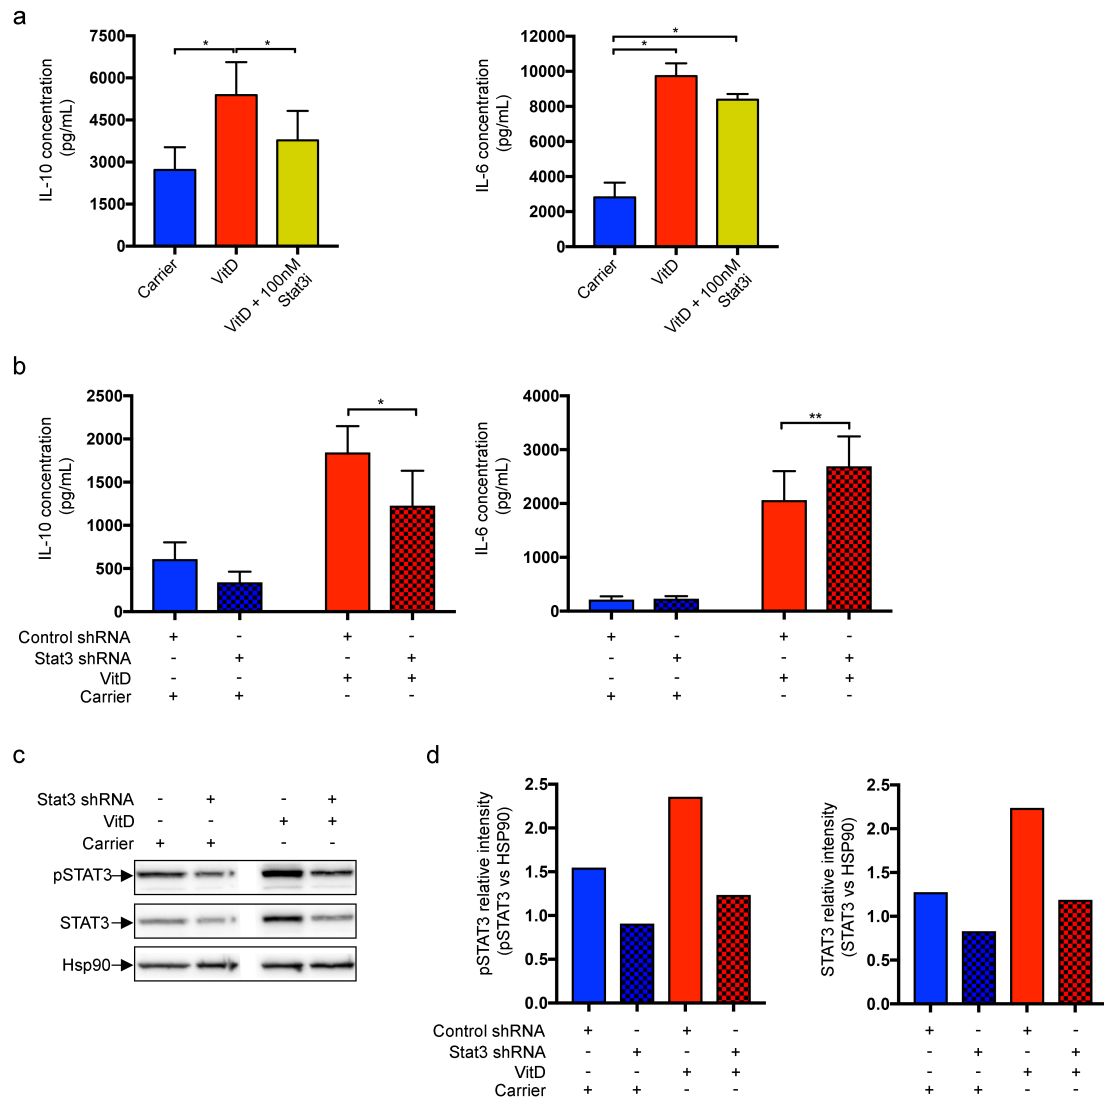 a
7500
6000
4500
3000
1500
0
IL-10 concentration
(pg/mL)
* *
Carrier
VitD
VitD + 100nM
Stat3i
12000
10000
8000
6000
4000
2000
0
IL-6 concentration
(pg/mL)
*
*
Carrier
VitD
VitD + 100nM
Stat3i
b
2500
2000
1500
1000
500
0
IL-10 concentration
(pg/mL)
*
4000
3000
2000
1000
0
IL-6 concentration
(pg/mL)
**
Control shRNA + - + - + - + -
Stat3 shRNA - + - + - + - +
VitD - - + + - - + +
Carrier + + - - + + - -
c
Stat3 shRNA - + - +
VitD - - + +
Carrier + + - -
pSTAT3
STAT3
Hsp90
d
2.5
2.0
1.5
1.0
0.5
0.0
pSTAT3 relative intensity
(pSTAT3 vs HSP90)
2.5
2.0
1.5
1.0
0.5
0.0
STAT3 relative intensity
(STAT3 vs HSP90)
Control shRNA + - + - + - + -
Stat3 shRNA - + - + - + - +
VitD - - + + - - + +
Carrier + + - - + + - -